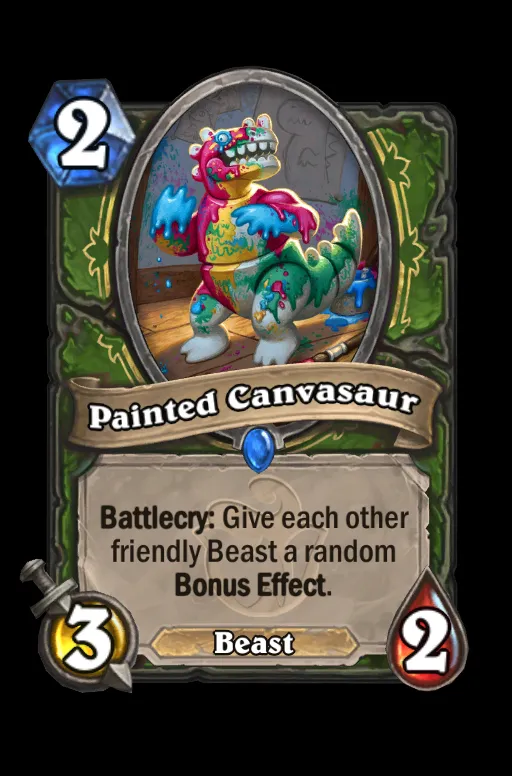 2
Painted Canvasaur
Battlecry: Give each other
friendly Beast a random
Bonus Effect.
3
Beast
2